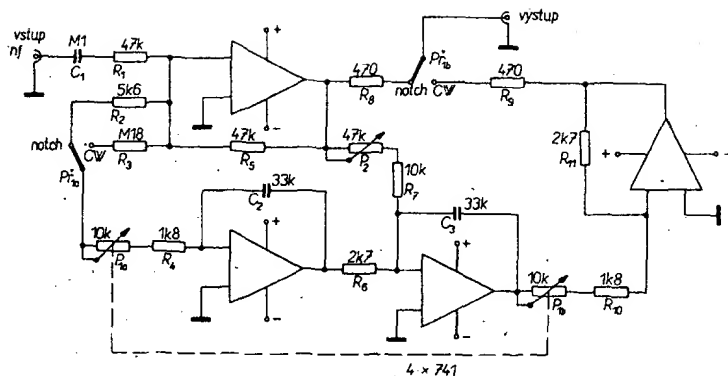 vstup
nf
M1
C1
47k
R1
+
−
470
R8
Př1b
notch
CW
vystup
470
R9
2k7
R11
+
−
5k6
R2
notch
CW
M18
R3
Př1a
47k
R5
47k
P2
10k
R7
33k
C2
33k
C3
10k
P1a
1k8
R4
+
−
2k7
R6
+
−
10k
P1b
1k8
R10
4 × 741